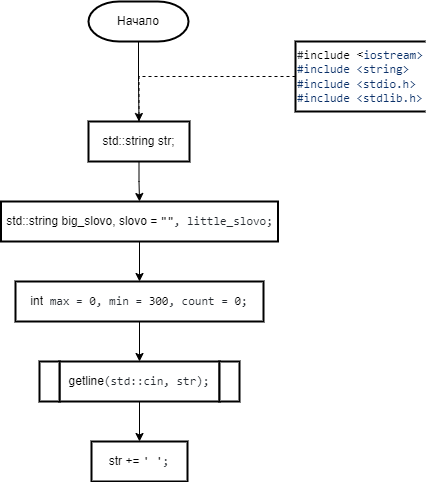 Начало
#include <iostream>
#include <string>
#include <stdio.h>
#include <stdlib.h>
std::string str;
std::string big_slovo, slovo = "", little_slovo;
int max = 0, min = 300, count = 0;
getline(std::cin, str);
str += ' ';